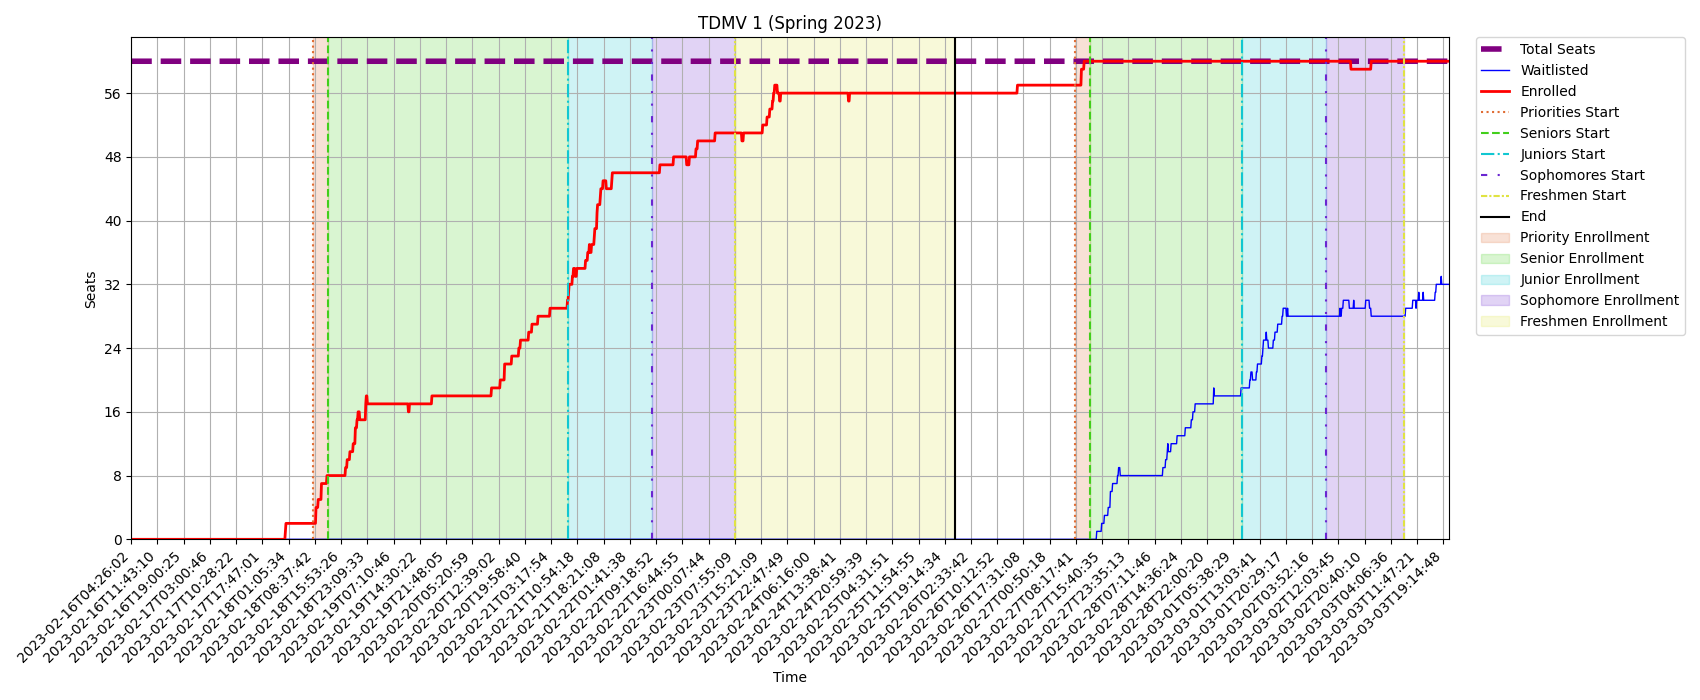 TDMV 1 (Spring 2023)
Seats
56
48
40
32
24
16
8
0
2023-02-16T04:26:02
2023-02-16T11:43:10
2023-02-16T19:00:25
2023-02-17T03:00:46
2023-02-17T10:28:22
2023-02-17T17:47:01
2023-02-18T01:05:34
2023-02-18T08:37:42
2023-02-18T15:53:26
2023-02-18T23:09:33
2023-02-19T07:10:46
2023-02-19T14:30:22
2023-02-19T21:48:05
2023-02-20T05:20:59
2023-02-20T12:39:02
2023-02-20T19:58:40
2023-02-21T03:17:54
2023-02-21T10:54:18
2023-02-21T18:21:08
2023-02-22T01:41:38
2023-02-22T09:18:52
2023-02-22T16:44:55
2023-02-23T00:07:44
2023-02-23T07:55:09
2023-02-23T15:21:09
2023-02-23T22:47:49
2023-02-24T06:16:00
2023-02-24T13:38:41
2023-02-24T20:59:39
2023-02-25T04:31:51
2023-02-25T11:54:55
2023-02-25T19:14:34
2023-02-26T02:33:42
2023-02-26T10:12:52
2023-02-26T17:31:08
2023-02-27T00:50:18
2023-02-27T08:17:41
2023-02-27T15:40:35
2023-02-27T23:35:13
2023-02-28T07:11:46
2023-02-28T14:36:24
2023-02-28T22:00:20
2023-03-01T05:38:29
2023-03-01T13:03:41
2023-03-01T20:29:17
2023-03-02T03:52:16
2023-03-02T12:03:45
2023-03-02T20:40:10
2023-03-03T04:06:36
2023-03-03T11:47:21
2023-03-03T19:14:48
Time
Total Seats
Waitlisted
Enrolled
Priorities Start
Seniors Start
Juniors Start
Sophomores Start
Freshmen Start
End
Priority Enrollment
Senior Enrollment
Junior Enrollment
Sophomore Enrollment
Freshmen Enrollment